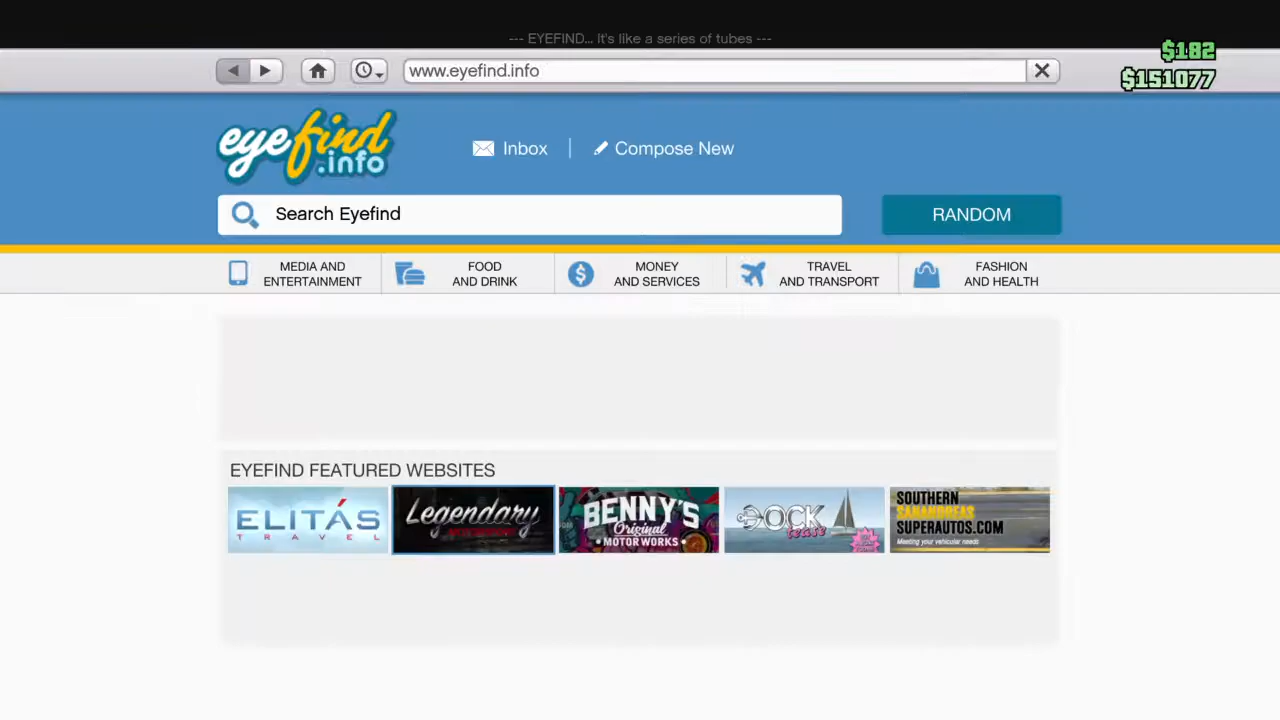 --- EYEFIND... It's like a series of tubes ---
$182
www.eyefind.info
$151077
eyefind
.info
Inbox
Compose New
Search Eyefind
RANDOM
MEDIA AND
ENTERTAINMENT
FOOD
AND DRINK
MONEY
AND SERVICES
TRAVEL
AND TRANSPORT
FASHION
AND HEALTH
EYEFIND FEATURED WEBSITES
ELITÁS
TRAVEL
Legendary
BENNY'S
Original
MOTORWORKS
DOCK
tease
SOUTHERN
SAN ANDREAS
SUPERAUTOS.COM
Meeting your vehicular needs